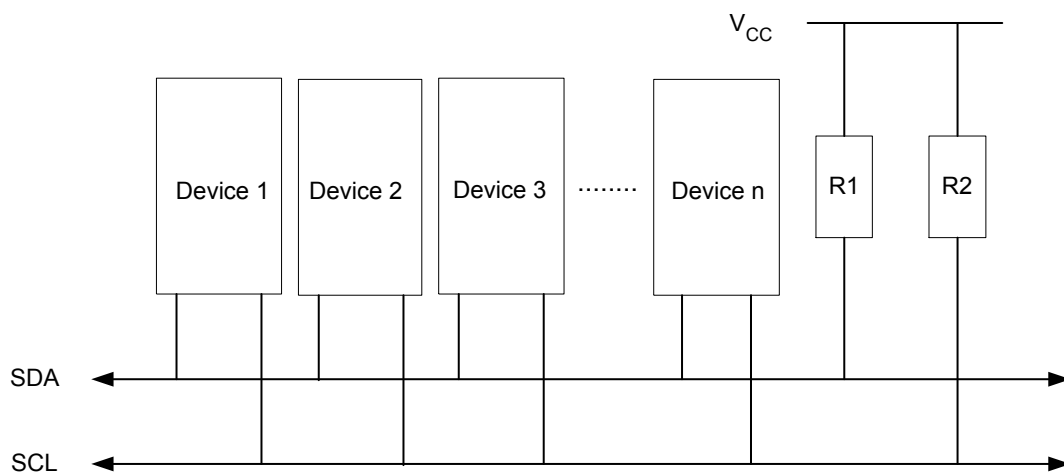 VCC
Device 1 Device 2 Device 3 ........ Device n R1 R2
SDA
SCL